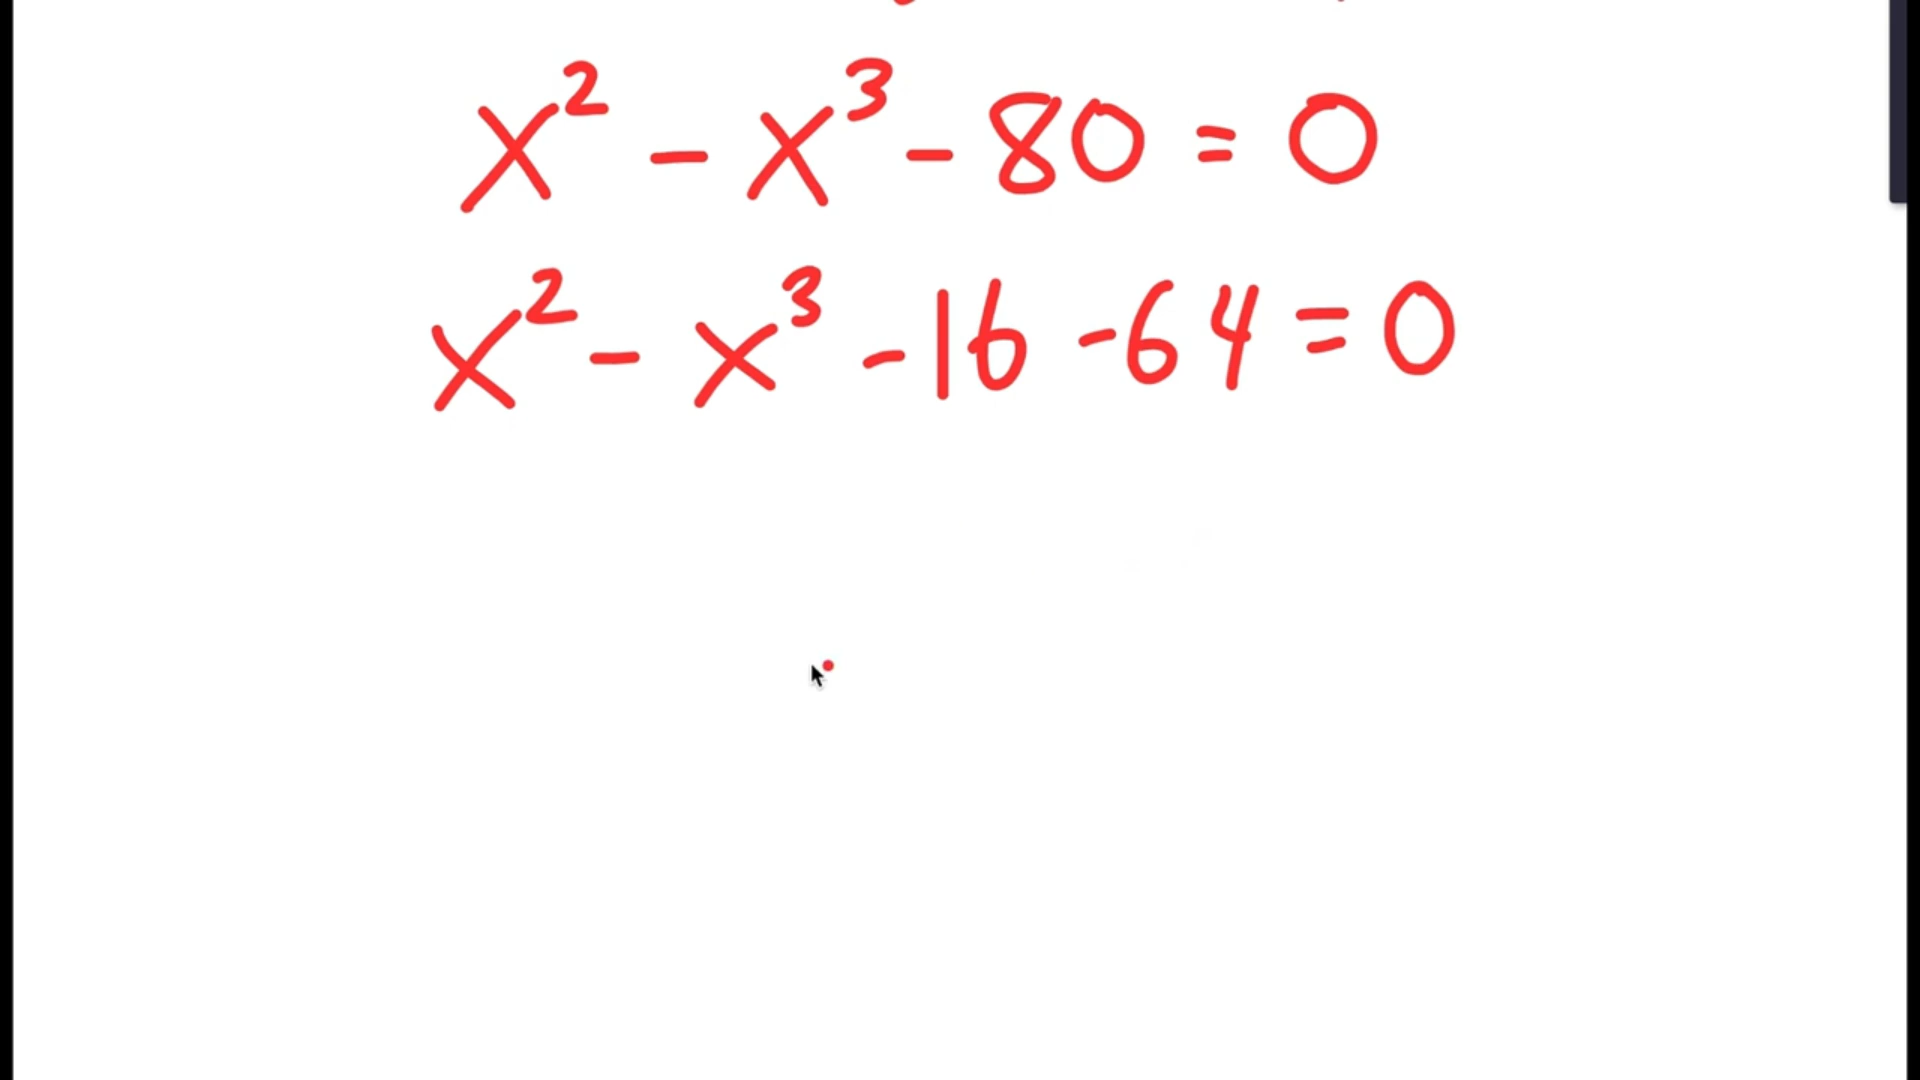 x² - x³ - 80 = 0
x² - x³ - 16 - 64 = 0